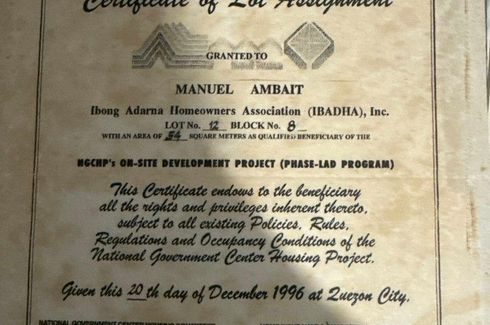 Certificate of Lot Assignment
GRANTED TO
MANUEL AMBAIT
Ibong Adarna Homeowners Association (IBADHA), Inc.
LOT No. 12 BLOCK No. 8
WITH AN AREA OF 54 SQUARE METERS AS QUALIFIED BENEFICIARY OF THE
NGCHP's ON-SITE DEVELOPMENT PROJECT (PHASE-LAD PROGRAM)
This Certificate endows to the beneficiary
all the rights and privileges inherent thereto,
subject to all existing Policies, Rules,
Regulations and Occupancy Conditions of the
National Government Center Housing Project.
Given this 20th day of December 1996 at Quezon City.
NATIONAL GOVERNMENT CENTER HOUSING